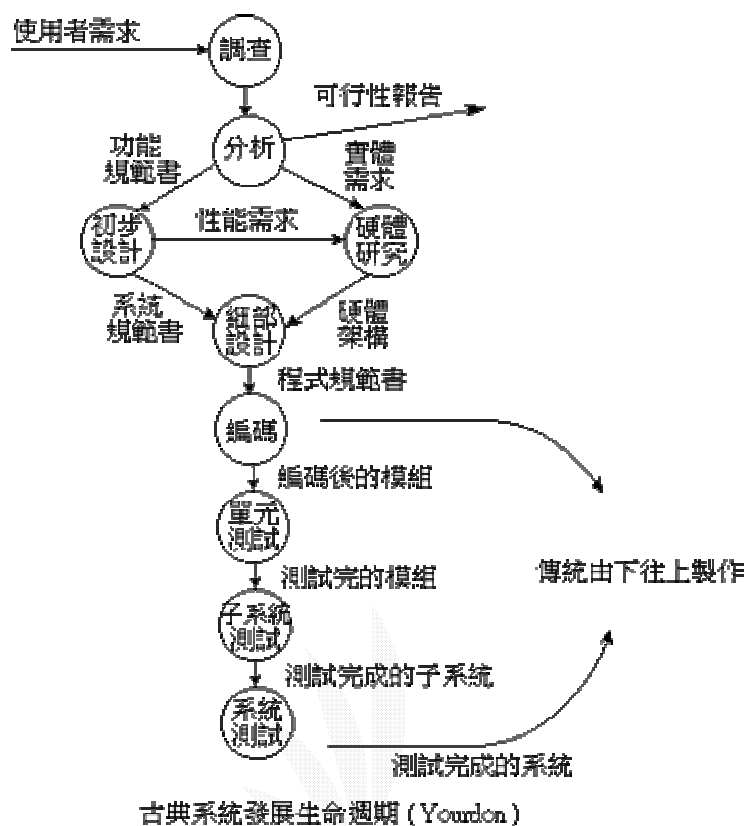 使用者需求
調查
可行性報告
分析
功能
規範書
實體
需求
初步
設計
性能需求
硬體
研究
系統
規範書
細部
設計
硬體
架構
程式規範書
編碼
編碼後的模組
單元
測試
測試完的模組
傳統由下往上製作
子系統
測試
測試完成的子系統
系統
測試
測試完成的系統
古典系統發展生命週期 ( Yourdon )